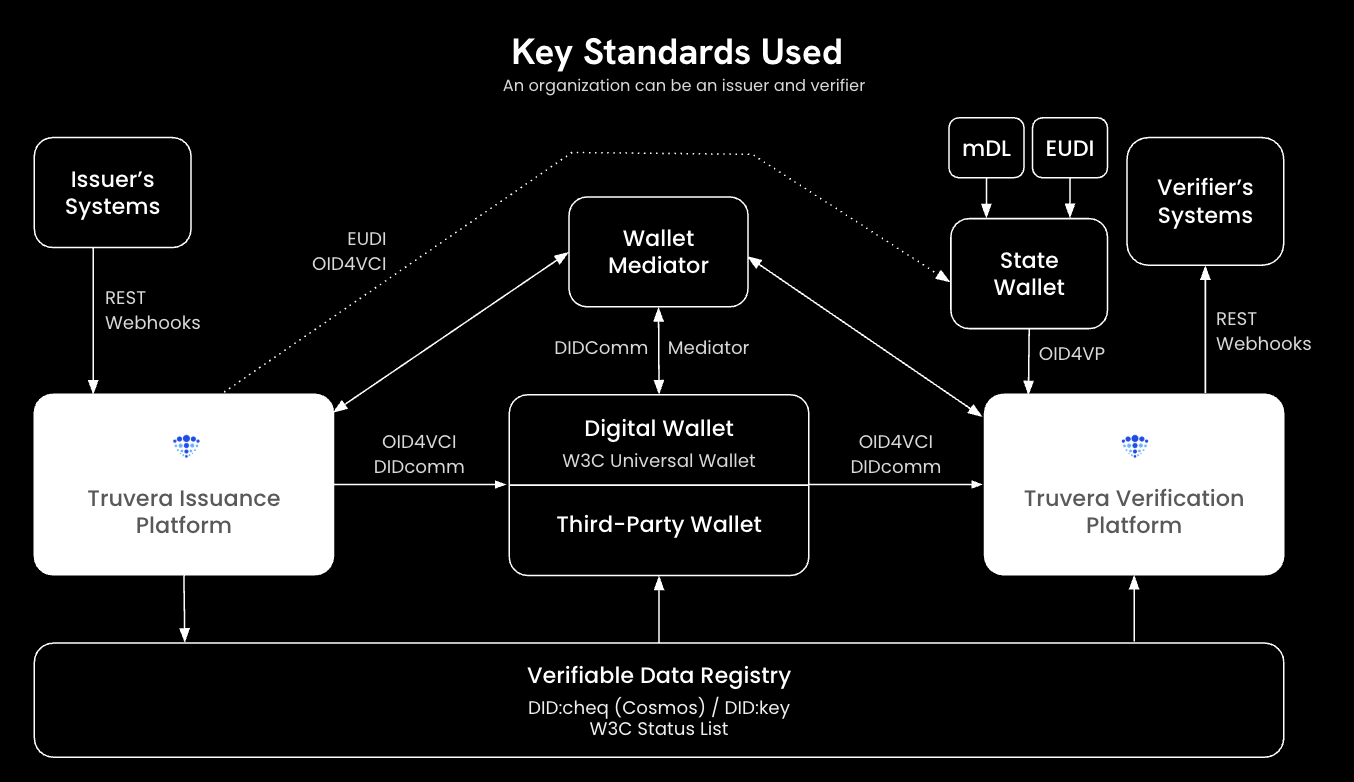 Key Standards Used
An organization can be an issuer and verifier
Issuer's
Systems
REST
Webhooks
EUDI
OID4VCI
Wallet
Mediator
DIDComm
Mediator
mDL
EUDI
State
Wallet
OID4VP
Verifier's
Systems
REST
Webhooks
Truvera Issuance
Platform
OID4VCI
DIDcomm
Digital Wallet
W3C Universal Wallet
Third-Party Wallet
OID4VCI
DIDcomm
Truvera Verification
Platform
Verifiable Data Registry
DID:cheq (Cosmos) / DID:key
W3C Status List